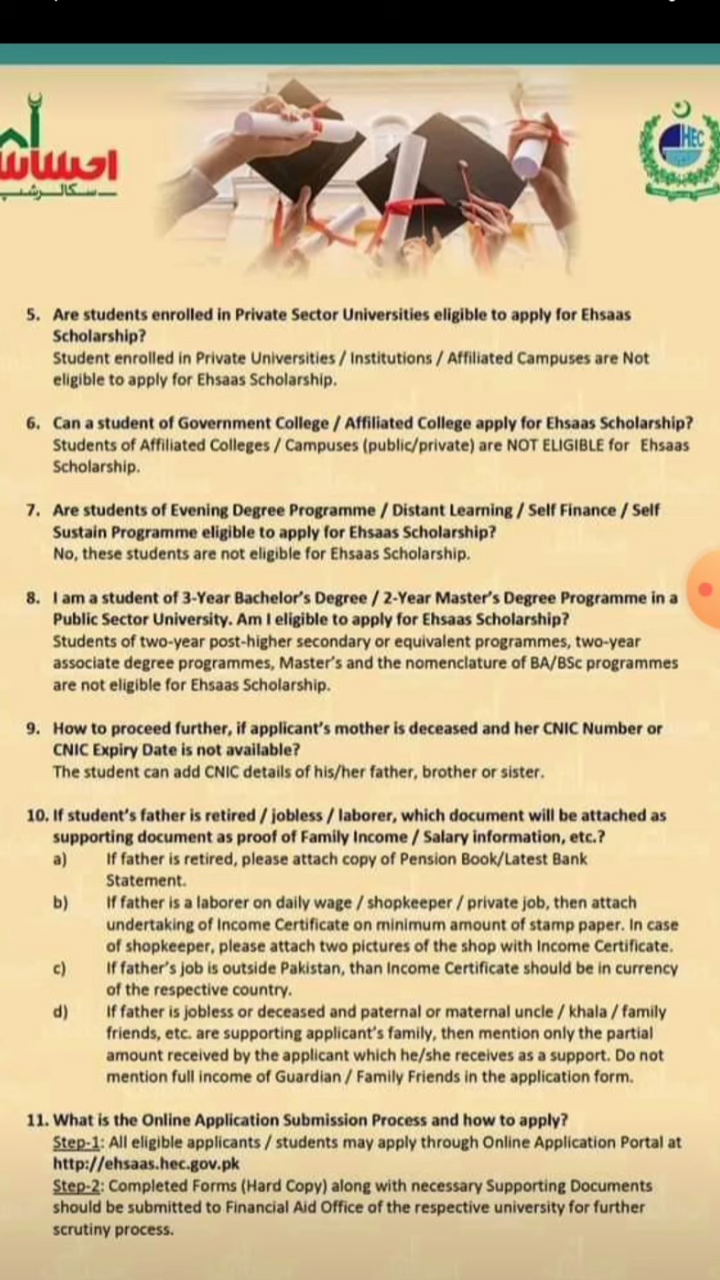 احساس
سکالرشپ
HEC
5. Are students enrolled in Private Sector Universities eligible to apply for Ehsaas
Scholarship?
Student enrolled in Private Universities / Institutions / Affiliated Campuses are Not
eligible to apply for Ehsaas Scholarship.
6. Can a student of Government College / Affiliated College apply for Ehsaas Scholarship?
Students of Affiliated Colleges / Campuses (public/private) are NOT ELIGIBLE for Ehsaas
Scholarship.
7. Are students of Evening Degree Programme / Distant Learning / Self Finance / Self
Sustain Programme eligible to apply for Ehsaas Scholarship?
No, these students are not eligible for Ehsaas Scholarship.
8. I am a student of 3-Year Bachelor's Degree / 2-Year Master's Degree Programme in a
Public Sector University. Am I eligible to apply for Ehsaas Scholarship?
Students of two-year post-higher secondary or equivalent programmes, two-year
associate degree programmes, Master's and the nomenclature of BA/BSc programmes
are not eligible for Ehsaas Scholarship.
9. How to proceed further, if applicant's mother is deceased and her CNIC Number or
CNIC Expiry Date is not available?
The student can add CNIC details of his/her father, brother or sister.
10. If student's father is retired / jobless / laborer, which document will be attached as
supporting document as proof of Family Income / Salary information, etc.?
a) If father is retired, please attach copy of Pension Book/Latest Bank
Statement.
b) If father is a laborer on daily wage / shopkeeper / private job, then attach
undertaking of Income Certificate on minimum amount of stamp paper. In case
of shopkeeper, please attach two pictures of the shop with Income Certificate.
c) If father's job is outside Pakistan, than Income Certificate should be in currency
of the respective country.
d) If father is jobless or deceased and paternal or maternal uncle / khala / family
friends, etc. are supporting applicant's family, then mention only the partial
amount received by the applicant which he/she receives as a support. Do not
mention full income of Guardian / Family Friends in the application form.
11. What is the Online Application Submission Process and how to apply?
Step-1: All eligible applicants / students may apply through Online Application Portal at
http://ehsaas.hec.gov.pk
Step-2: Completed Forms (Hard Copy) along with necessary Supporting Documents
should be submitted to Financial Aid Office of the respective university for further
scrutiny process.